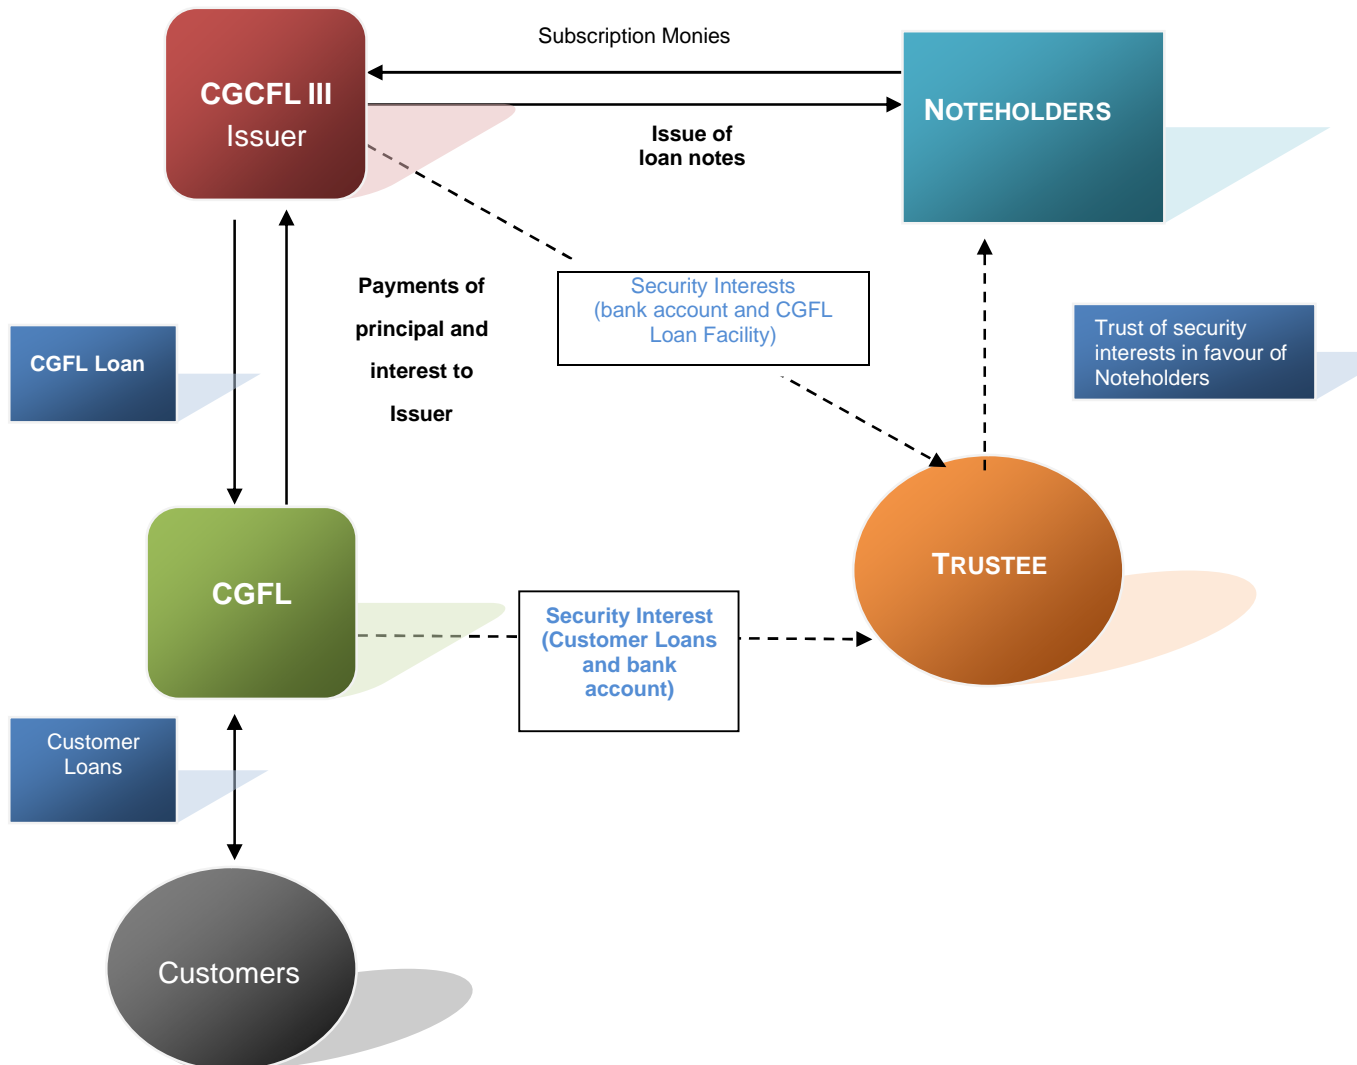 Subscription Monies
CGCFL III
Issuer
NOTEHOLDERS
Issue of
loan notes
Security Interests
(bank account and CGFL
Loan Facility)
Payments of
principal and
interest to
Issuer
CGFL Loan
Trust of security
interests in favour of
Noteholders
TRUSTEE
CGFL
Security Interest
(Customer Loans
and bank
account)
Customer
Loans
Customers